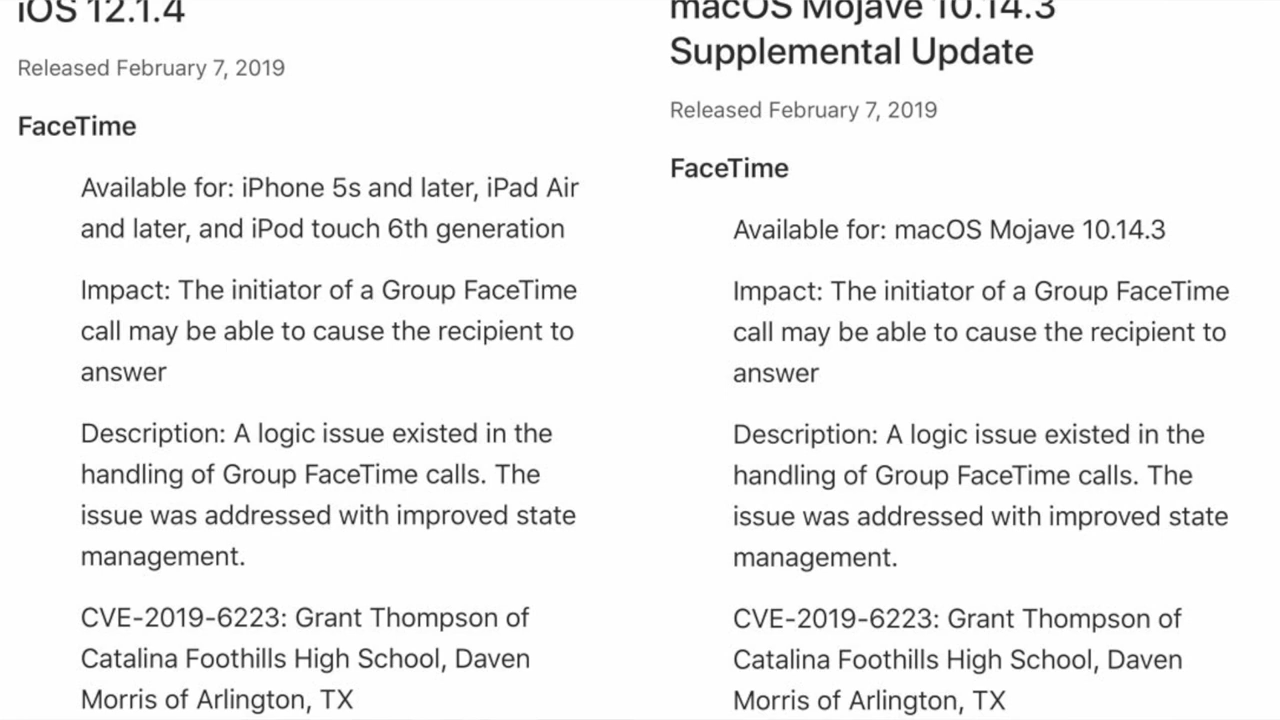 iOS 12.1.4
Released February 7, 2019
FaceTime
Available for: iPhone 5s and later, iPad Air
and later, and iPod touch 6th generation
Impact: The initiator of a Group FaceTime
call may be able to cause the recipient to
answer
Description: A logic issue existed in the
handling of Group FaceTime calls. The
issue was addressed with improved state
management.
CVE-2019-6223: Grant Thompson of
Catalina Foothills High School, Daven
Morris of Arlington, TX
macOS Mojave 10.14.3
Supplemental Update
Released February 7, 2019
FaceTime
Available for: macOS Mojave 10.14.3
Impact: The initiator of a Group FaceTime
call may be able to cause the recipient to
answer
Description: A logic issue existed in the
handling of Group FaceTime calls. The
issue was addressed with improved state
management.
CVE-2019-6223: Grant Thompson of
Catalina Foothills High School, Daven
Morris of Arlington, TX